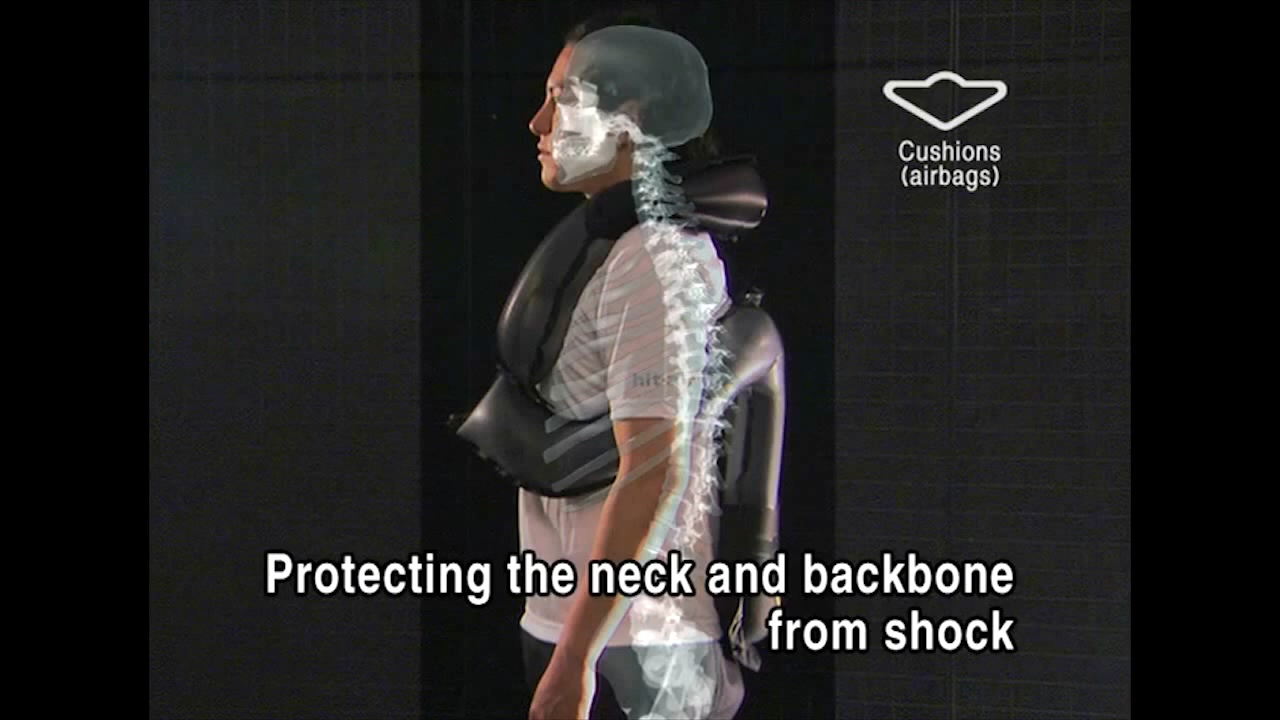 Cushions
(airbags)
Protecting the neck and backbone
from shock